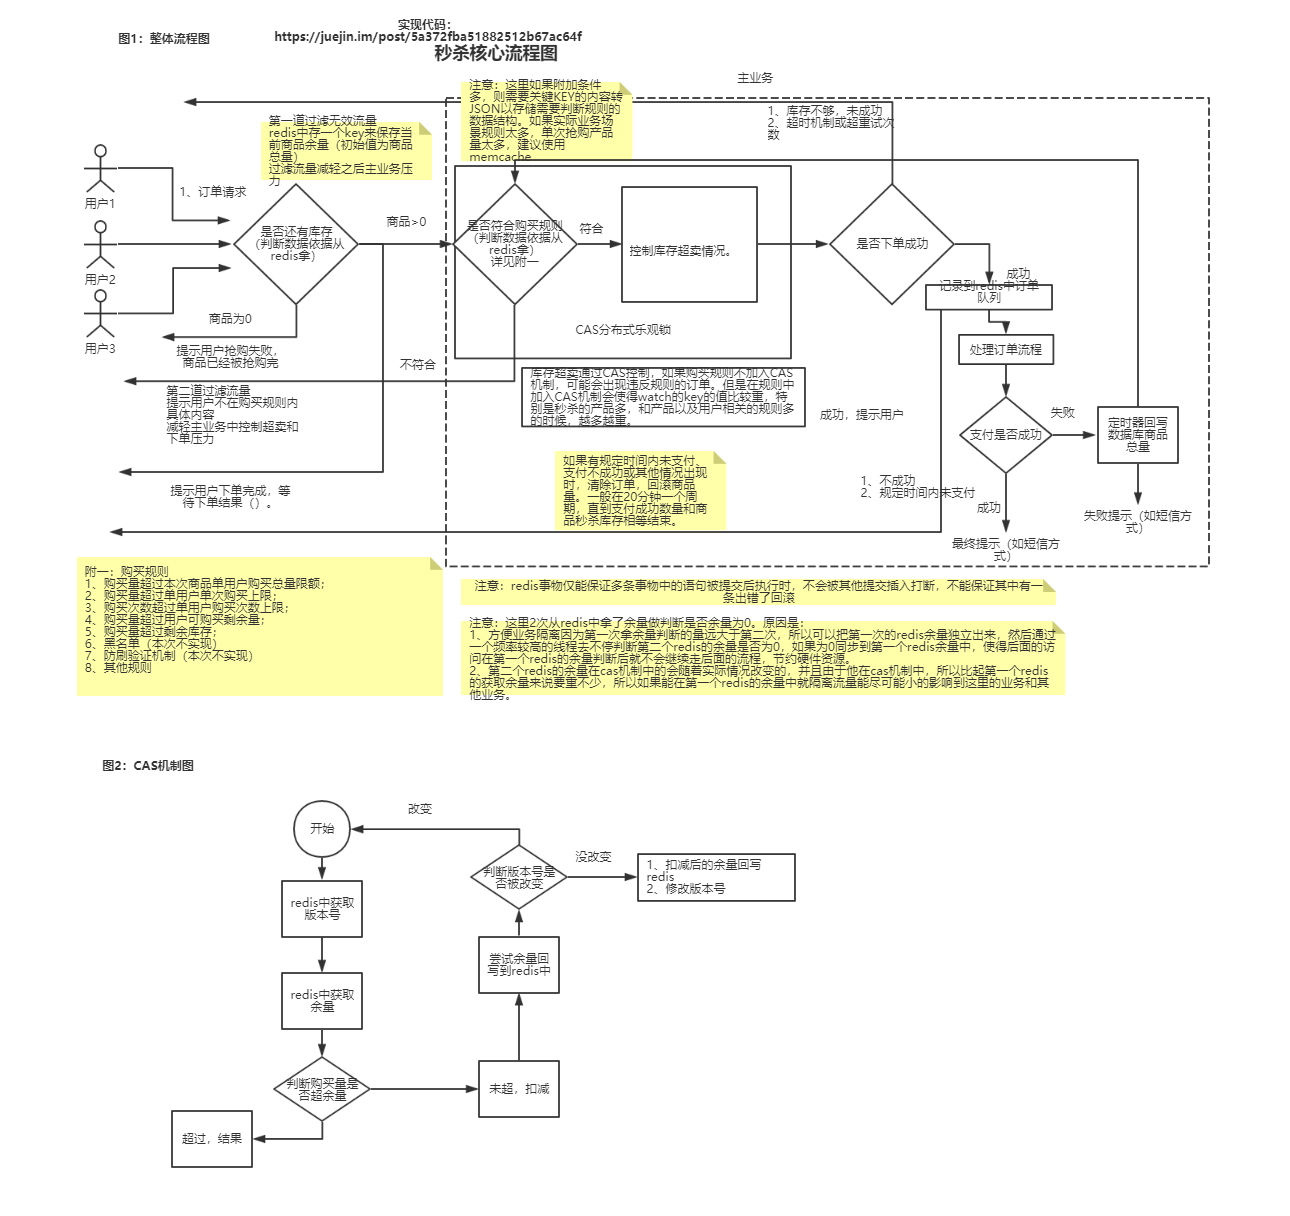 实现代码：
https://juejin.im/post/5a372fba51882512b67ac64f
图1：整体流程图
秒杀核心流程图
主业务
注意：这里如果附加条件
多，则需要关键KEY的内容转
JSON以存储需要判断规则的
数据结构。如果实际业务场
景规则太多，单次抢购产品
量太多，建议使用
memcache
1、库存不够，未成功
2、超时机制或超重试次
数
第一道过滤无效流量
redis中存一个key来保存当
前商品余量（初始值为商品
总量）
过滤流量减轻之后主业务压
力
用户1
用户2
用户3
1、订单请求
是否还有库存
（判断数据依据从
redis拿）
商品>0
商品为0
提示用户抢购失败，
商品已经被抢购完
是否符合购买规则
（判断数据依据从
redis拿）
详见附一
符合
控制库存超卖情况。
CAS分布式乐观锁
是否下单成功
成功
记录到redis中订单
队列
处理订单流程
支付是否成功
失败
定时器回写
数据库商品
总量
不符合
第二道过滤流量
提示用户不在购买规则内
具体内容
减轻主业务中控制超卖和
下单压力
库存超卖通过CAS控制，如果购买规则不加入CAS
机制，可能会出现违反规则的订单。但是在规则中
加入CAS机制会使得watch的key的值比较重，特
别是秒杀的产品多，和产品以及用户相关的规则多
的时候，越多越重。
成功，提示用户
如果有规定时间内未支付、
支付不成功或其他情况出现
时，清除订单，回滚商品
量。一般在20分钟一个周
期，直到支付成功数量和商
品秒杀库存相等结束。
1、不成功
2、规定时间内未支付
成功
提示用户下单完成，等
待下单结果（）。
最终提示（如短信方
式）
失败提示（如短信方
式）
附一：购买规则
1、购买量超过本次商品单用户购买总量限额；
2、购买量超过单用户单次购买上限；
3、购买次数超过单用户购买次数上限；
4、购买量超过用户可购买剩余量；
5、购买量超过剩余库存；
6、黑名单（本次不实现）
7、防刷验证机制（本次不实现）
8、其他规则
注意：redis事物仅能保证多条事物中的语句被提交后执行时，不会被其他提交插入打断，不能保证其中有一
条出错了回滚
注意：这里2次从redis中拿了余量做判断是否余量为0。原因是：
1、方便业务隔离因为第一次拿余量判断的量远大于第二次，所以可以把第一次的redis余量独立出来，然后通过
一个频率较高的线程去不停判断第二个redis的余量是否为0，如果为0同步到第一个redis余量中，使得后面的访
问在第一个redis的余量判断后就不会继续走后面的流程，节约硬件资源。
2、第二个redis的余量在cas机制中的会随着实际情况改变的，并且由于他在cas机制中，所以比起第一个redis
的获取余量来说要重不少，所以如果能在第一个redis的余量中就隔离流量能尽可能小的影响到这里的业务和其
他业务。
图2：CAS机制图
开始
改变
判断版本号是
否被改变
没改变
1、扣减后的余量回写
redis
2、修改版本号
redis中获取
版本号
尝试余量回
写到redis中
redis中获取
余量
判断购买量是
否超余量
未超，扣减
超过，结果